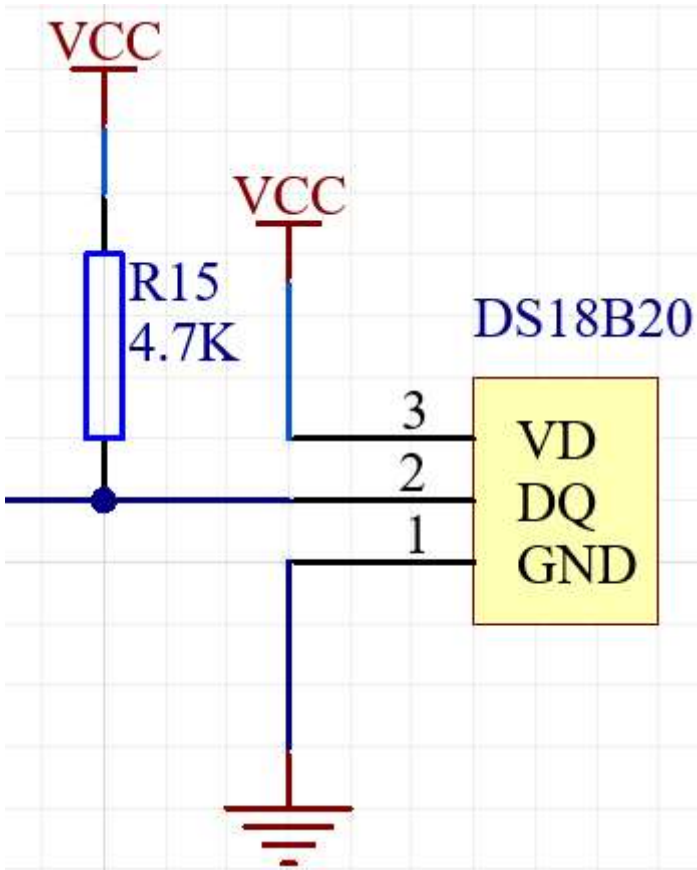 VCC
VCC
R15
4.7K
DS18B20
3 VD
2 DQ
1 GND